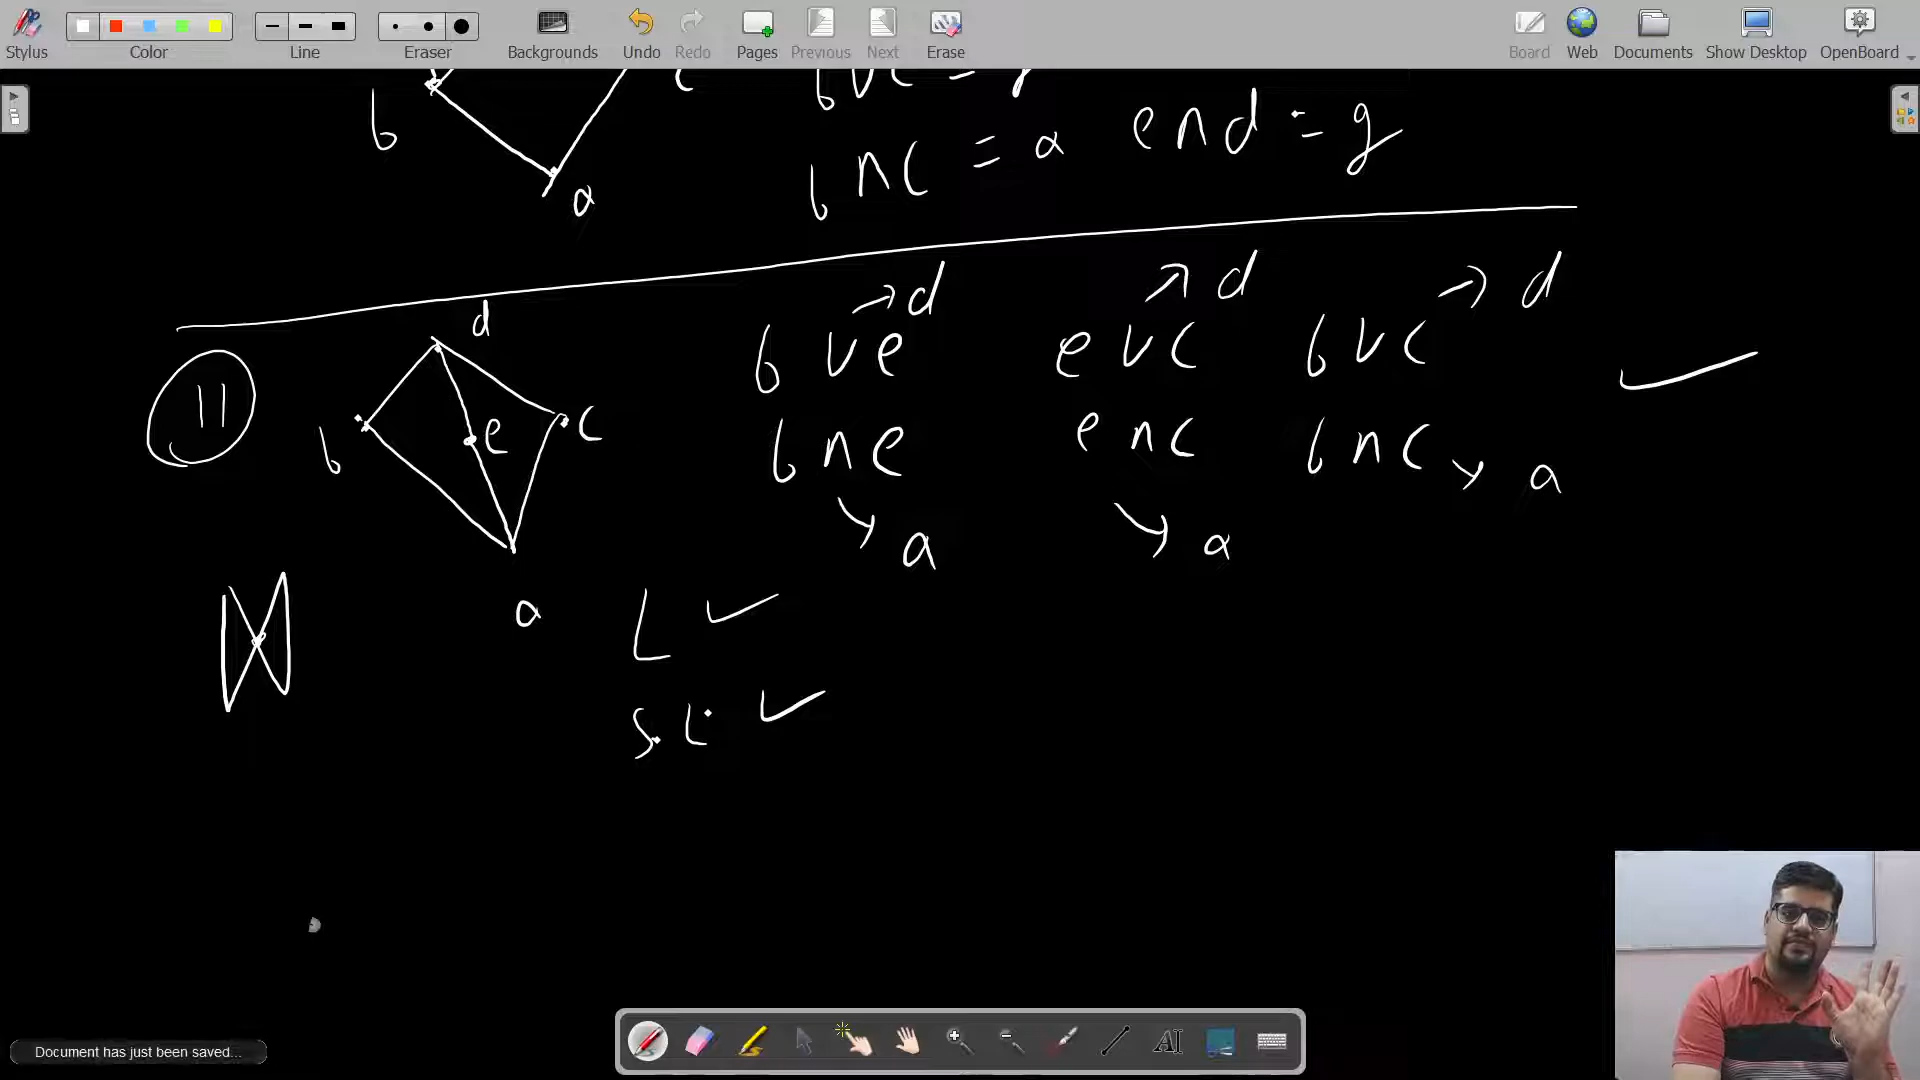 Stylus Color Line Eraser Backgrounds Undo Redo Pages Previous Next Erase Board Web Documents Show Desktop OpenBoard
b c b v c =
b n c = a e n d = g
a
11
d
b e c
a
b v e → d e v c → d b v c → d
b n e → a e n c → a b n c → a
L ✓
S.L. ✓
Document has just been saved...